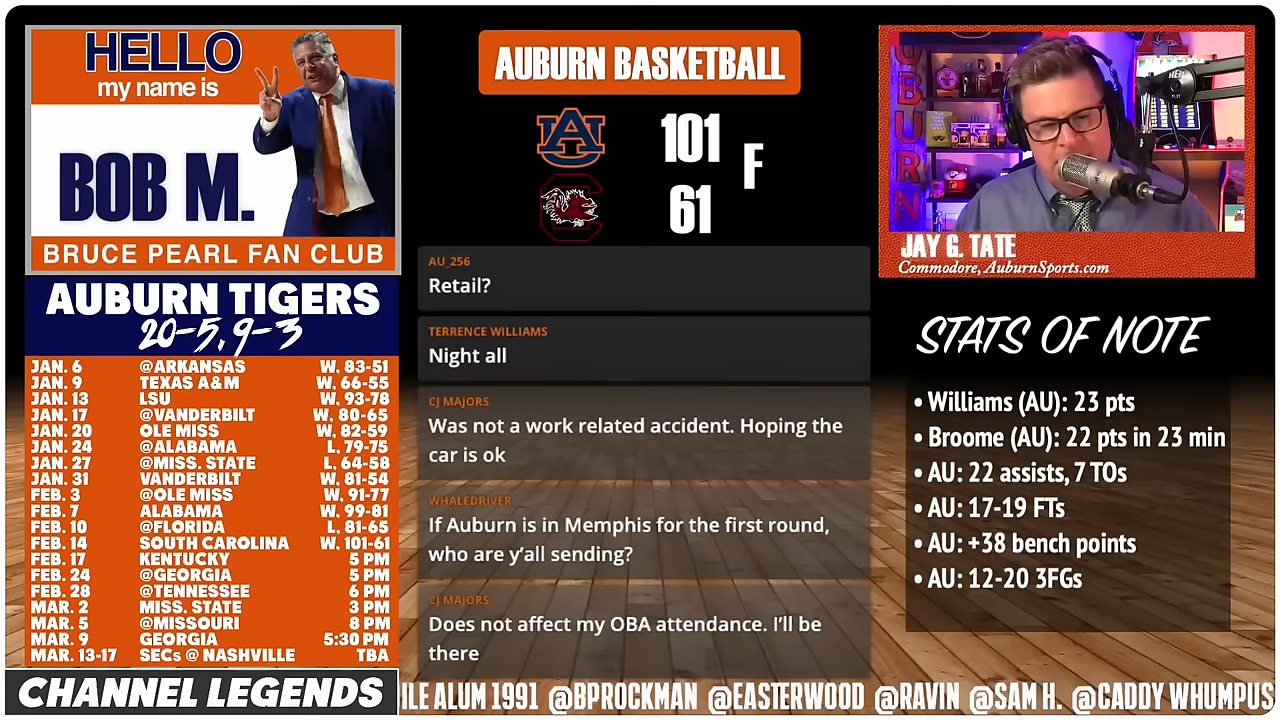 HELLO
my name is
BOB M.
BRUCE PEARL FAN CLUB
AUBURN TIGERS
20-5, 9-3
JAN. 6 @ARKANSAS W, 83-51
JAN. 9 TEXAS A&M W, 66-55
JAN. 13 LSU W, 93-78
JAN. 17 @VANDERBILT W, 80-65
JAN. 20 OLE MISS W, 82-59
JAN. 24 @ALABAMA L, 79-75
JAN. 27 @MISS. STATE L, 64-58
JAN. 31 VANDERBILT W, 81-54
FEB. 3 @OLE MISS W, 91-77
FEB. 7 ALABAMA W, 99-81
FEB. 10 @FLORIDA L, 81-65
FEB. 14 SOUTH CAROLINA W, 101-61
FEB. 17 KENTUCKY 5 PM
FEB. 24 @GEORGIA 5 PM
FEB. 28 @TENNESSEE 6 PM
MAR. 2 MISS. STATE 3 PM
MAR. 5 @MISSOURI 8 PM
MAR. 9 GEORGIA 5:30 PM
MAR. 13-17 SECs @ NASHVILLE TBA
AUBURN BASKETBALL
AU 101
F
C 61
AU_256
Retail?
TERRENCE WILLIAMS
Night all
CJ MAJORS
Was not a work related accident. Hoping the
car is ok
WHALEDRIVER
If Auburn is in Memphis for the first round,
who are y'all sending?
CJ MAJORS
Does not affect my OBA attendance. I'll be
there
AUBURN
JAY G. TATE
Commodore, AuburnSports.com
STATS OF NOTE
• Williams (AU): 23 pts
• Broome (AU): 22 pts in 23 min
• AU: 22 assists, 7 TOs
• AU: 17-19 FTs
• AU: +38 bench points
• AU: 12-20 3FGs
CHANNEL LEGENDS
ILE ALUM 1991 @BPROCKMAN @EASTERWOOD @RAVIN @SAM H. @CADDY WHUMPUS